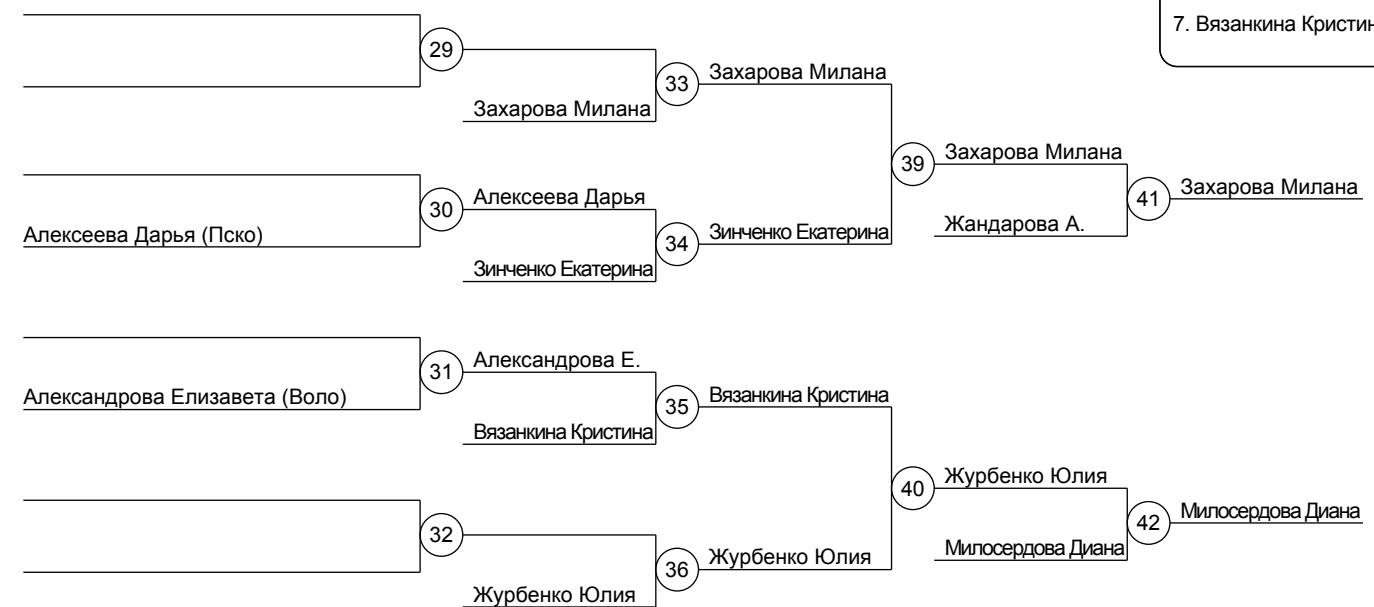 7. Вязанкина Кристин
29
33
Захарова Милана
Захарова Милана
39
Захарова Милана
41
Захарова Милана
30
Алексеева Дарья
Алексеева Дарья (Пско)
34
Зинченко Екатерина
Жандарова А.
Зинченко Екатерина
31
Александрова Е.
Александрова Елизавета (Воло)
35
Вязанкина Кристина
Вязанкина Кристина
40
Журбенко Юлия
42
Милосердова Диана
32
36
Журбенко Юлия
Милосердова Диана
Журбенко Юлия